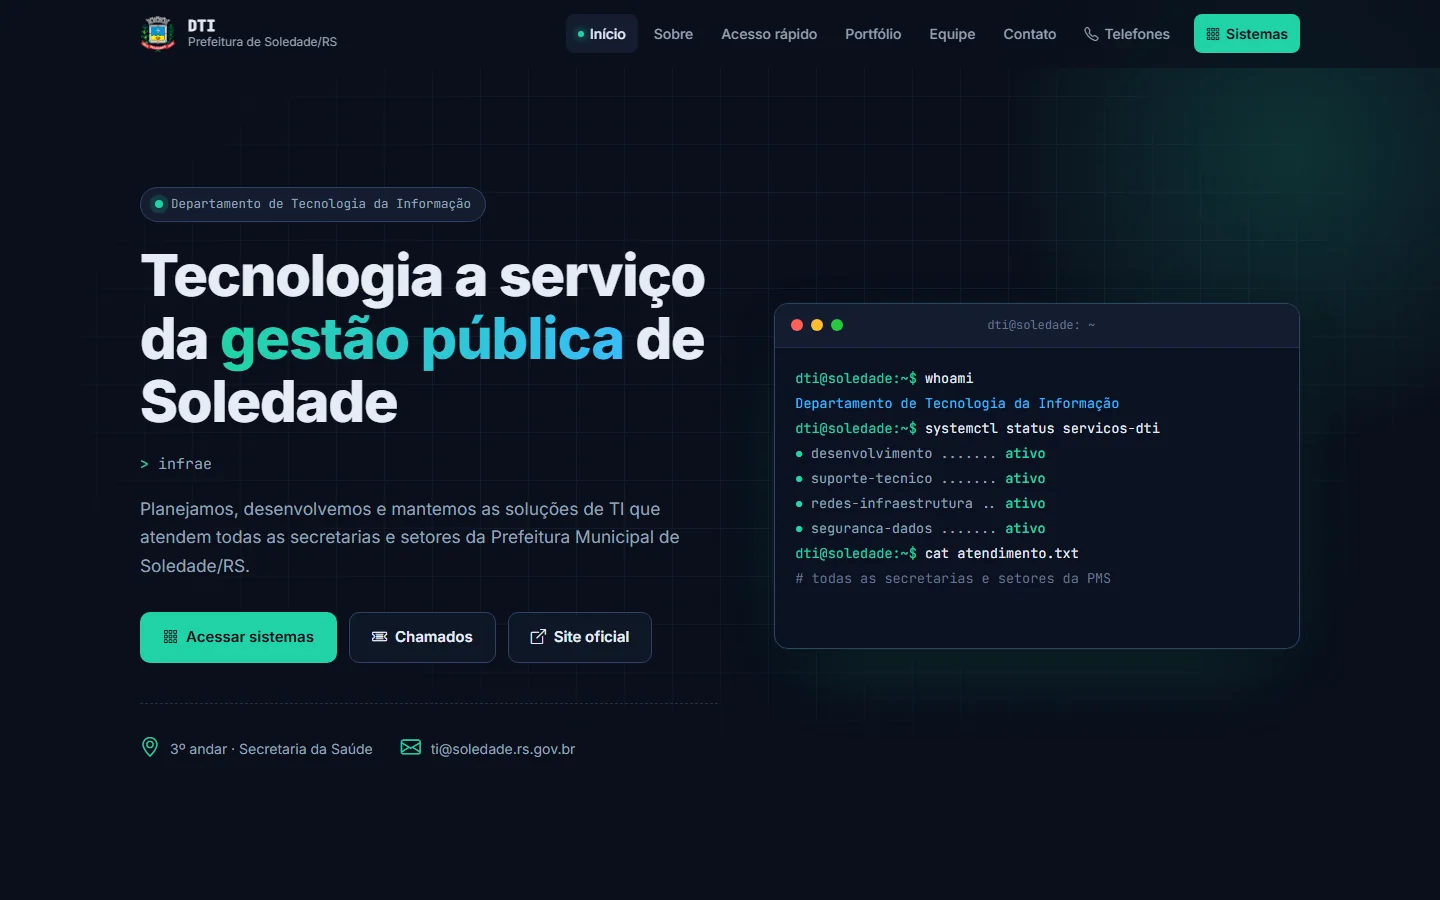 DTI
Prefeitura de Soledade/RS
Início
Sobre
Acesso rápido
Portfólio
Equipe
Contato
Telefones
Sistemas
Departamento de Tecnologia da Informação
Tecnologia a serviço
da gestão pública de
Soledade
> infrae
Planejamos, desenvolvemos e mantemos as soluções de TI que
atendem todas as secretarias e setores da Prefeitura Municipal de
Soledade/RS.
Acessar sistemas
Chamados
Site oficial
3º andar · Secretaria da Saúde
ti@soledade.rs.gov.br
dti@soledade: ~
dti@soledade:~$ whoami
Departamento de Tecnologia da Informação
dti@soledade:~$ systemctl status servicos-dti
● desenvolvimento ....... ativo
● suporte-tecnico ....... ativo
● redes-infraestrutura .. ativo
● seguranca-dados ....... ativo
dti@soledade:~$ cat atendimento.txt
# todas as secretarias e setores da PMS